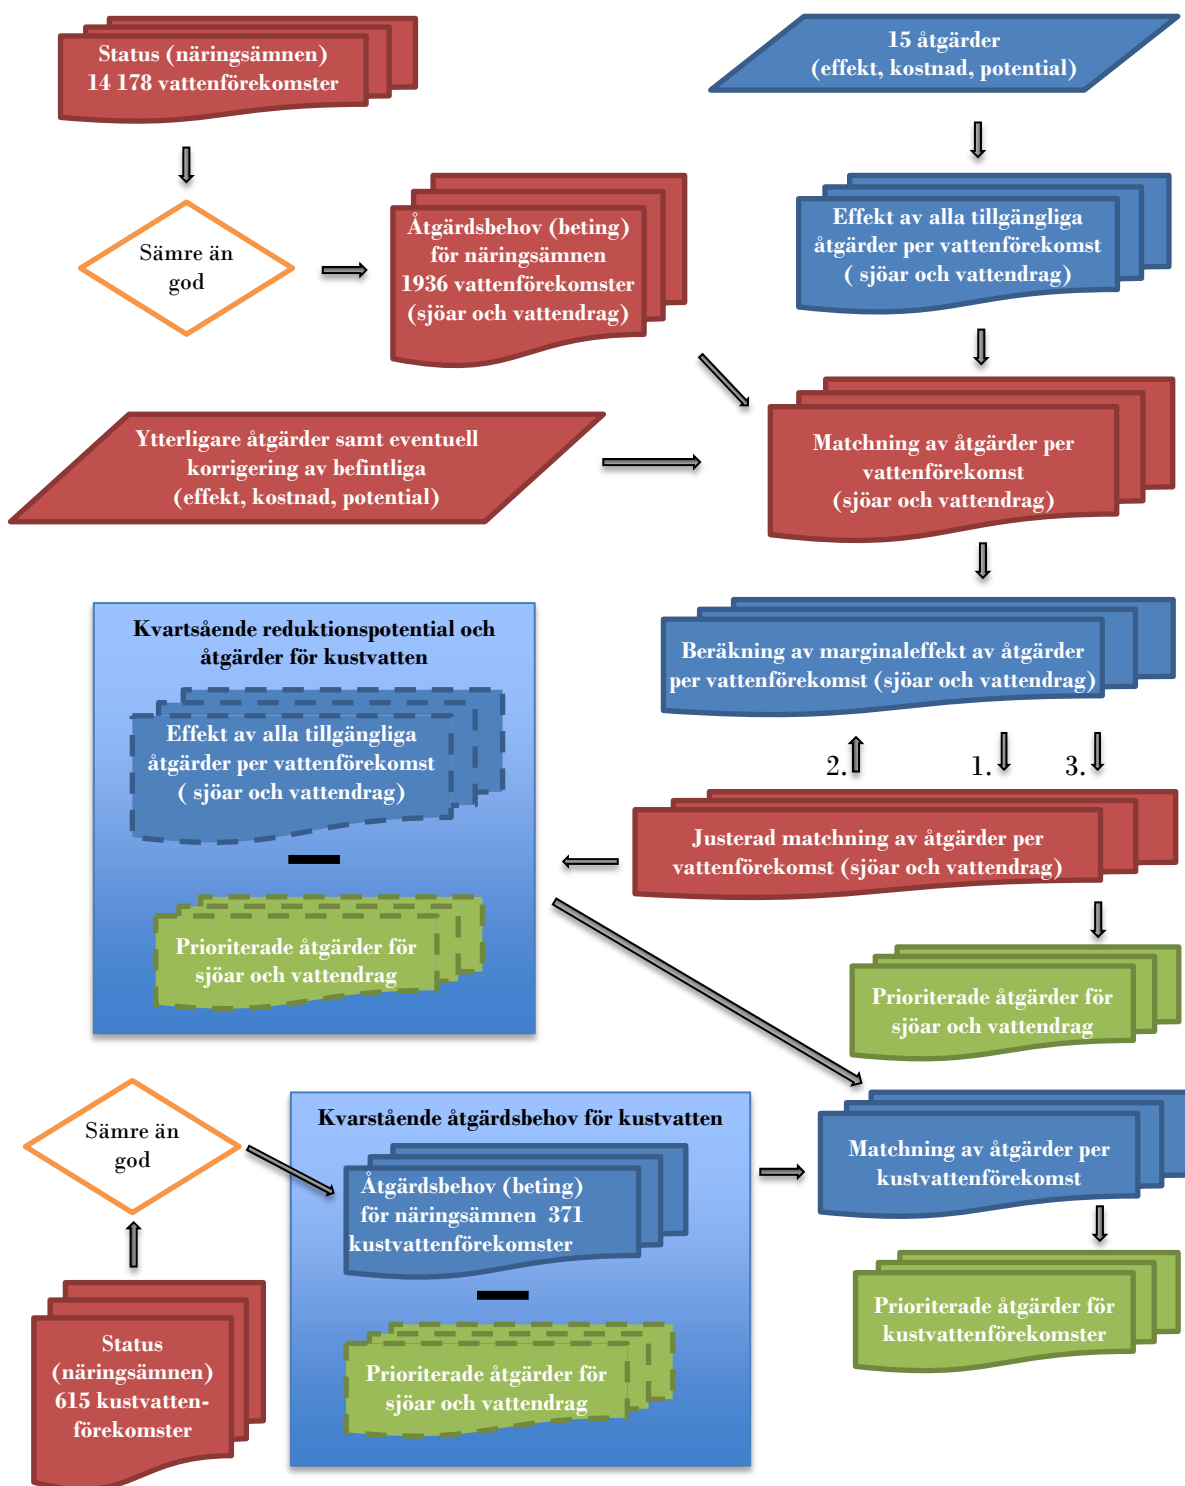 Status (näringsämnen)
14 178 vattenförekomster
15 åtgärder
(effekt, kostnad, potential)
Sämre än
god
Åtgärdsbehov (beting)
för näringsämnen
1936 vattenförekomster
(sjöar och vattendrag)
Effekt av alla tillgängliga
åtgärder per vattenförekomst
( sjöar och vattendrag)
Ytterligare åtgärder samt eventuell
korrigering av befintliga
(effekt, kostnad, potential)
Matchning av åtgärder per
vattenförekomst
(sjöar och vattendrag)
Beräkning av marginaleffekt av åtgärder
per vattenförekomst (sjöar och vattendrag)
2. 1. 3.
Justerad matchning av åtgärder per
vattenförekomst (sjöar och vattendrag)
Kvartsående reduktionspotential och
åtgärder för kustvatten
Effekt av alla tillgängliga
åtgärder per vattenförekomst
( sjöar och vattendrag)
Prioriterade åtgärder för
sjöar och vattendrag
Prioriterade åtgärder för
sjöar och vattendrag
Sämre än
god
Kvarstående åtgärdsbehov för kustvatten
Åtgärdsbehov (beting)
för näringsämnen 371
kustvattenförekomster
Prioriterade åtgärder för
sjöar och vattendrag
Matchning av åtgärder per
kustvattenförekomst
Prioriterade åtgärder för
kustvattenförekomster
Status
(näringsämnen)
615 kustvatten-
förekomster